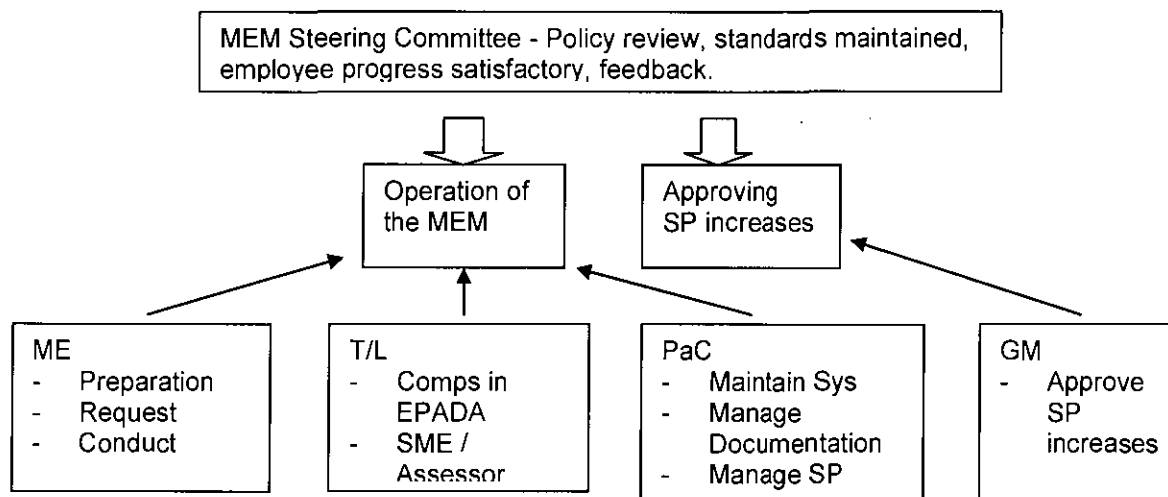 MEM Steering Committee - Policy review, standards maintained,
employee progress satisfactory, feedback.
Operation of
the MEM
Approving
SP increases
ME
- Preparation
- Request
- Conduct
T/L
- Comps in
EPADA
- SME /
Assessor
PaC
- Maintain Sys
- Manage
Documentation
- Manage SP
GM
- Approve
SP
increases